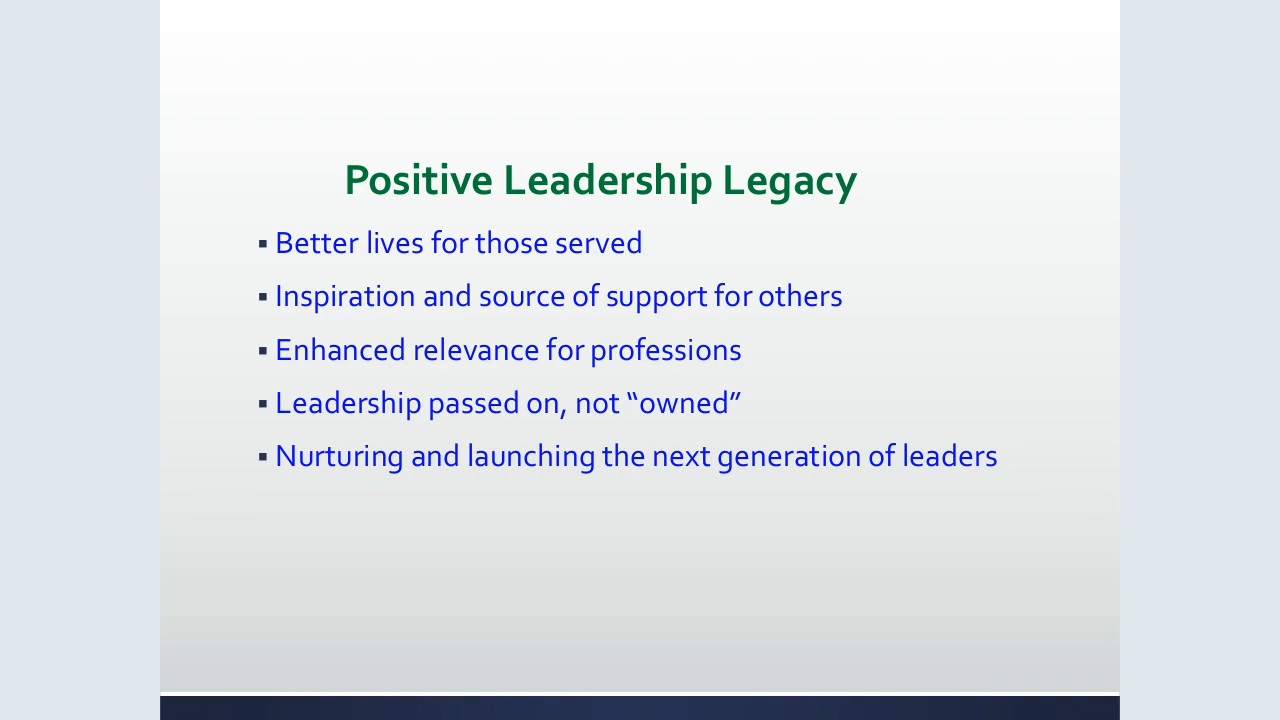 Positive Leadership Legacy
▪ Better lives for those served
▪ Inspiration and source of support for others
▪ Enhanced relevance for professions
▪ Leadership passed on, not “owned”
▪ Nurturing and launching the next generation of leaders